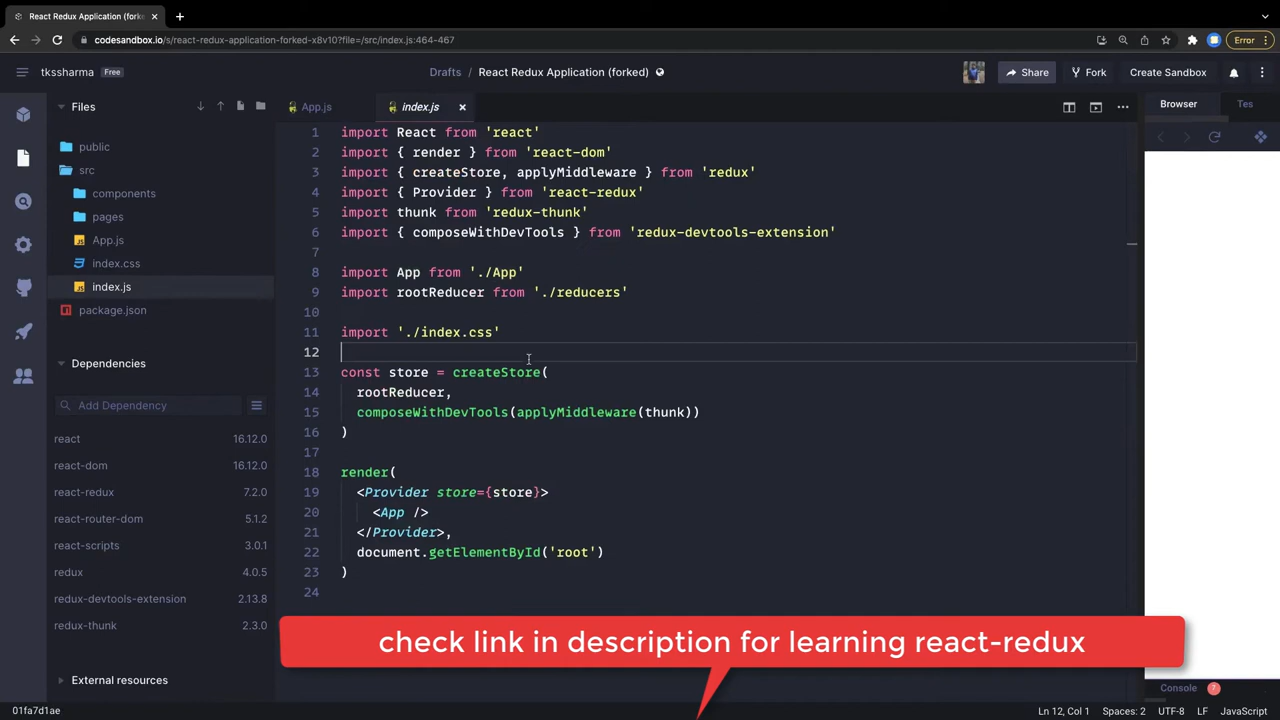 React Redux Application (forked
codesandbox.io/s/react-redux-application-forked-x8v10?file=/src/index.js:464-467
Error
tkssharma Free
Drafts / React Redux Application (forked)
Share
Fork
Create Sandbox
Files
App.js
index.js
Browser
Tes
public
src
components
pages
App.js
index.css
index.js
package.json
Dependencies
Add Dependency
react 16.12.0
react-dom 16.12.0
react-redux 7.2.0
react-router-dom 5.1.2
react-scripts 3.0.1
redux 4.0.5
redux-devtools-extension 2.13.8
redux-thunk 2.3.0
External resources
1 import React from 'react'
2 import { render } from 'react-dom'
3 import { createStore, applyMiddleware } from 'redux'
4 import { Provider } from 'react-redux'
5 import thunk from 'redux-thunk'
6 import { composeWithDevTools } from 'redux-devtools-extension'
7
8 import App from './App'
9 import rootReducer from './reducers'
10
11 import './index.css'
12
13 const store = createStore(
14 rootReducer,
15 composeWithDevTools(applyMiddleware(thunk))
16 )
17
18 render(
19 <Provider store={store}>
20 <App />
21 </Provider>,
22 document.getElementById('root')
23 )
24
check link in description for learning react-redux
Console 7
01fa7d1ae
Ln 12, Col 1 Spaces: 2 UTF-8 LF JavaScript